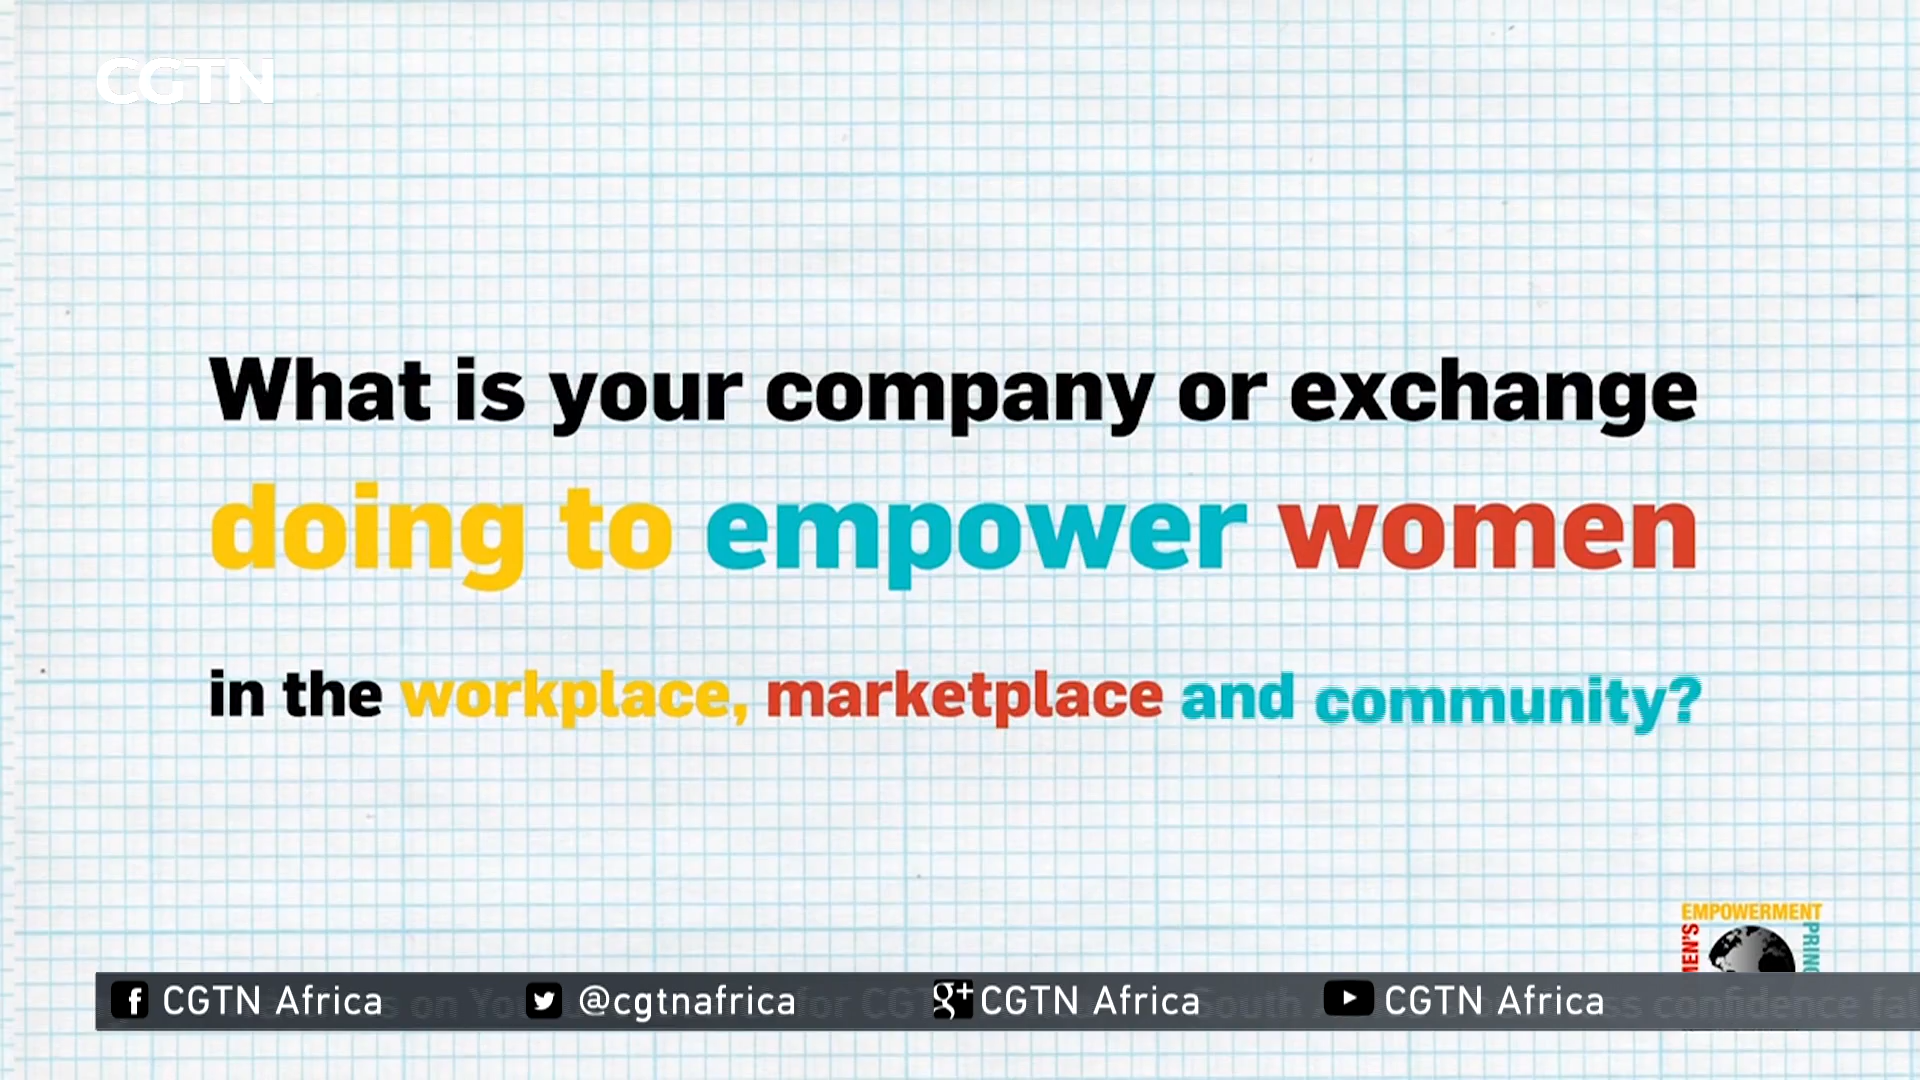 CGTN
What is your company or exchange
doing to empower women
in the workplace, marketplace and community?
EMPOWERMENT
CGTN Africa
@cgtnafrica
g+ CGTN Africa
CGTN Africa